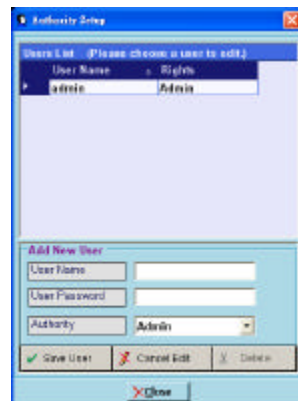 Authority Setup
Users List (Please choose a user to edit.)
User Name Rights
admin Admin
Add New User
User Name
User Password
Authority Admin
Save User Cancel Edit Delete
Close